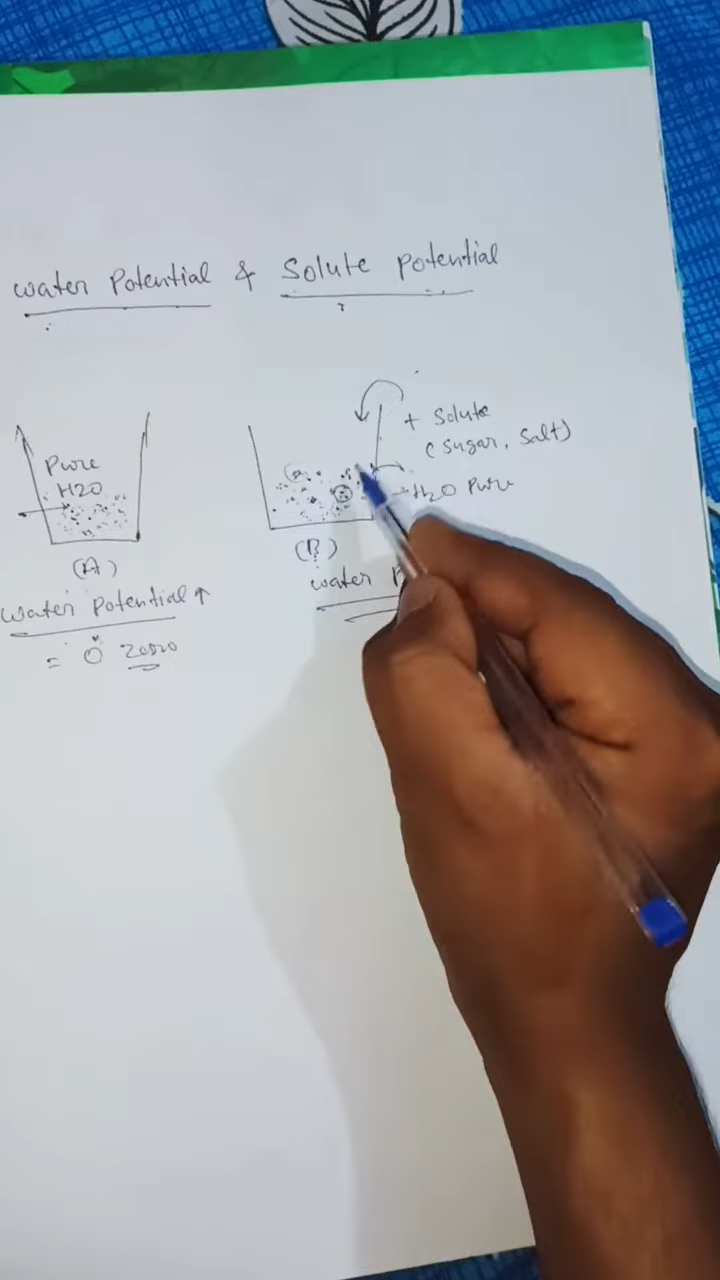 Water Potential & Solute Potential
Pure
H2O
(A)
Water Potential ↑
= 0 Zero
+ Solute
(Sugar, Salt)
H2O Pure
(B)
Water P